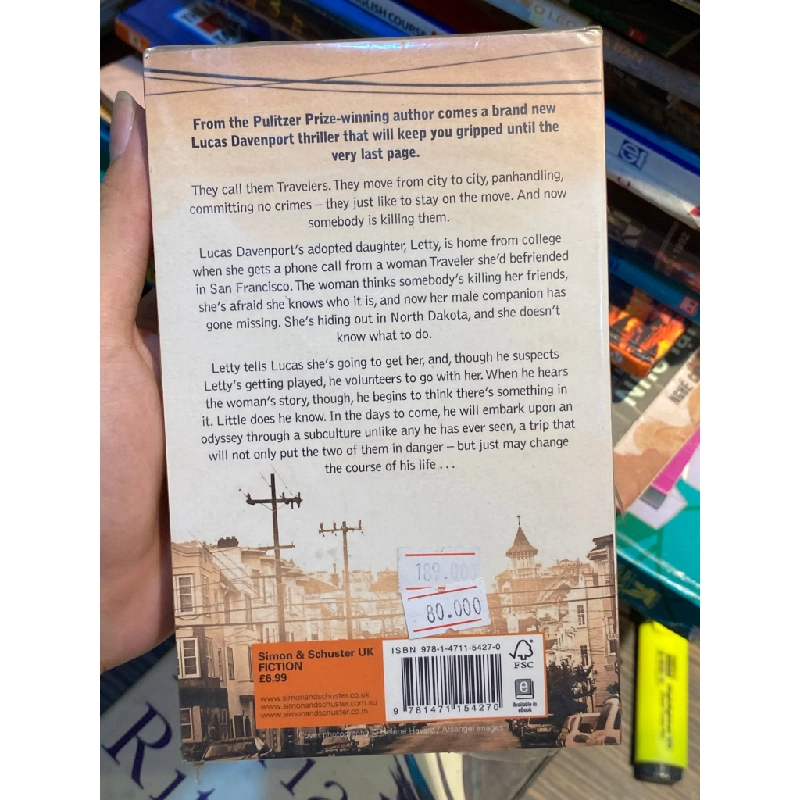 From the Pulitzer Prize-winning author comes a brand new
Lucas Davenport thriller that will keep you gripped until the
very last page.
They call them Travelers. They move from city to city, panhandling,
committing no crimes – they just like to stay on the move. And now
somebody is killing them.
Lucas Davenport's adopted daughter, Letty, is home from college
when she gets a phone call from a woman Traveler she'd befriended
in San Francisco. The woman thinks somebody's killing her friends,
she's afraid she knows who it is, and now her male companion has
gone missing. She's hiding out in North Dakota, and she doesn't
know what to do.
Letty tells Lucas she's going to get her, and, though he suspects
Letty's getting played, he volunteers to go with her. When he hears
the woman's story, though, he begins to think there's something in
it. Little does he know. In the days to come, he will embark upon an
odyssey through a subculture unlike any he has ever seen, a trip that
will not only put the two of them in danger – but just may change
the course of his life . . .
189.000
80.000
Simon & Schuster UK
FICTION
£6.99
www.simonandschuster.co.uk
www.simonandschuster.com.au
www.simonandschuster.co.in
ISBN 978-1-4711-5427-0
9 781471 154270
FSC
e
Available in
eBook
Cover photography © Hélène Havard / Arcangel Images
ENGLISH COURSE